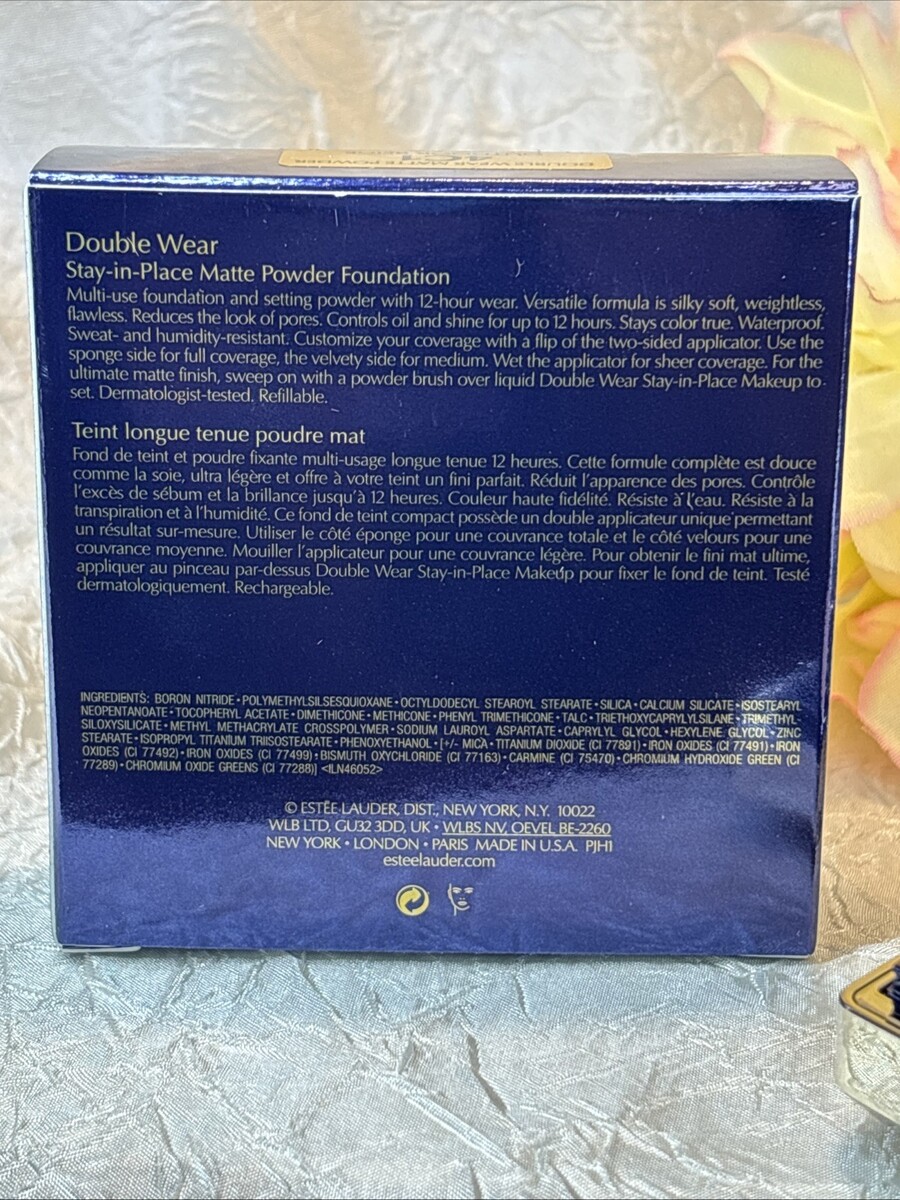 DOUBLE WEAR MATTE POWDER
Double Wear
Stay-in-Place Matte Powder Foundation
Multi-use foundation and setting powder with 12-hour wear. Versatile formula is silky soft, weightless,
flawless. Reduces the look of pores. Controls oil and shine for up to 12 hours. Stays color true. Waterproof.
Sweat- and humidity-resistant. Customize your coverage with a flip of the two-sided applicator. Use the
sponge side for full coverage, the velvety side for medium. Wet the applicator for sheer coverage. For the
ultimate matte finish, sweep on with a powder brush over liquid Double Wear Stay-in-Place Makeup to
set. Dermatologist-tested. Refillable.
Teint longue tenue poudre mat
Fond de teint et poudre fixante multi-usage longue tenue 12 heures. Cette formule complète est douce
comme la soie, ultra légère et offre à votre teint un fini parfait. Réduit l'apparence des pores. Contrôle
l'excès de sébum et la brillance jusqu'à 12 heures. Couleur haute fidélité. Résiste à l'eau. Résiste à la
transpiration et à l'humidité. Ce fond de teint compact possède un double applicateur unique permettant
un résultat sur-mesure. Utiliser le côté éponge pour une couvrance totale et le côté velours pour une
couvrance moyenne. Mouiller l'applicateur pour une couvrance légère. Pour obtenir le fini mat ultime,
appliquer au pinceau par-dessus Double Wear Stay-in-Place Makeup pour fixer le fond de teint. Testé
dermatologiquement. Rechargeable.
INGREDIENTS: BORON NITRIDE • POLYMETHYLSILSESQUIOXANE • OCTYLDODECYL STEAROYL STEARATE • SILICA • CALCIUM SILICATE • ISOSTEARYL
NEOPENTANOATE • TOCOPHERYL ACETATE • DIMETHICONE • METHICONE • PHENYL TRIMETHICONE • TALC • TRIETHOXYCAPRYLYLSILANE • TRIMETHYL-
SILOXYSILICATE • METHYL METHACRYLATE CROSSPOLYMER • SODIUM LAUROYL ASPARTATE • CAPRYLYL GLYCOL • HEXYLENE GLYCOL • ZINC
STEARATE • ISOPROPYL TITANIUM TRIISOSTEARATE • PHENOXYETHANOL • [+/- MICA • TITANIUM DIOXIDE (CI 77891) • IRON OXIDES (CI 77491) • IRON
OXIDES (CI 77492) • IRON OXIDES (CI 77499) • BISMUTH OXYCHLORIDE (CI 77163) • CARMINE (CI 75470) • CHROMIUM HYDROXIDE GREEN (CI
77289) • CHROMIUM OXIDE GREENS (CI 77288)] <ILN46052>
© ESTÉE LAUDER, DIST., NEW YORK, N.Y. 10022
WLB LTD, GU32 3DD, UK • WLBS NV, OEVEL BE-2260
NEW YORK • LONDON • PARIS MADE IN U.S.A. PJH1
esteelauder.com